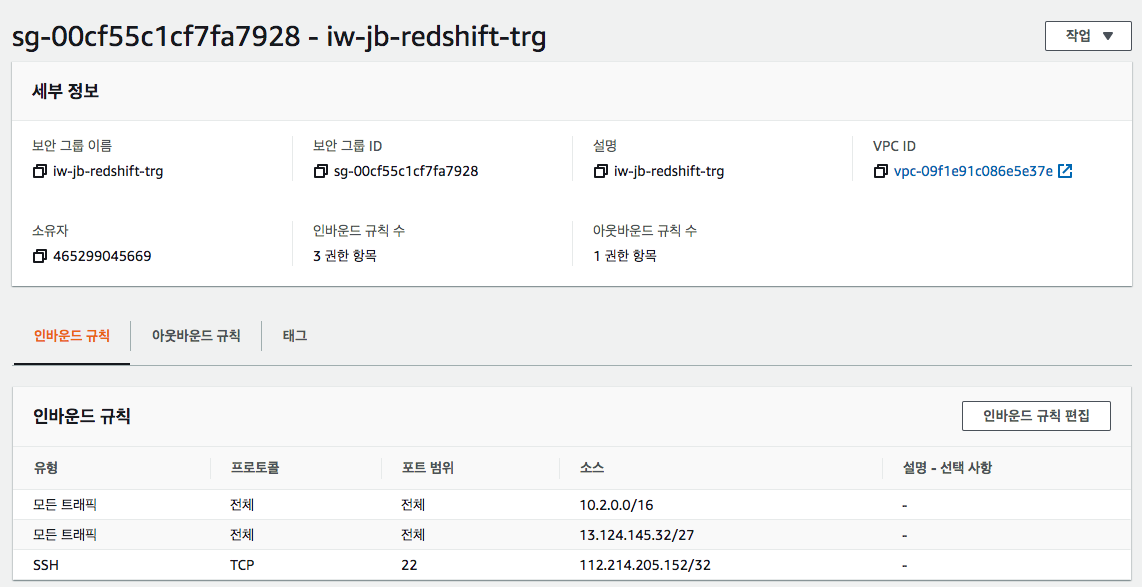 sg-00cf55c1cf7fa7928 - iw-jb-redshift-trg 작업
세부 정보
보안 그룹 이름 보안 그룹 ID 설명 VPC ID
iw-jb-redshift-trg sg-00cf55c1cf7fa7928 iw-jb-redshift-trg vpc-09f1e91c086e5e37e
소유자 인바운드 규칙 수 아웃바운드 규칙 수
465299045669 3 권한 항목 1 권한 항목
인바운드 규칙 아웃바운드 규칙 태그
인바운드 규칙 인바운드 규칙 편집
유형 프로토콜 포트 범위 소스 설명 - 선택 사항
모든 트래픽 전체 전체 10.2.0.0/16 -
모든 트래픽 전체 전체 13.124.145.32/27 -
SSH TCP 22 112.214.205.152/32 -